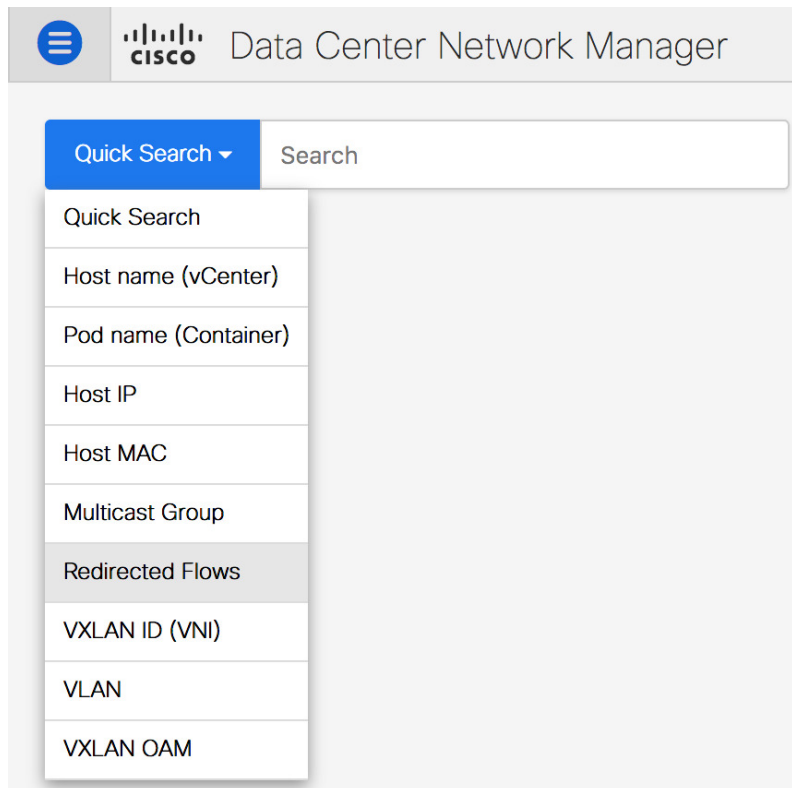 CISCO Data Center Network Manager
Quick Search Search
Quick Search
Host name (vCenter)
Pod name (Container)
Host IP
Host MAC
Multicast Group
Redirected Flows
VXLAN ID (VNI)
VLAN
VXLAN OAM